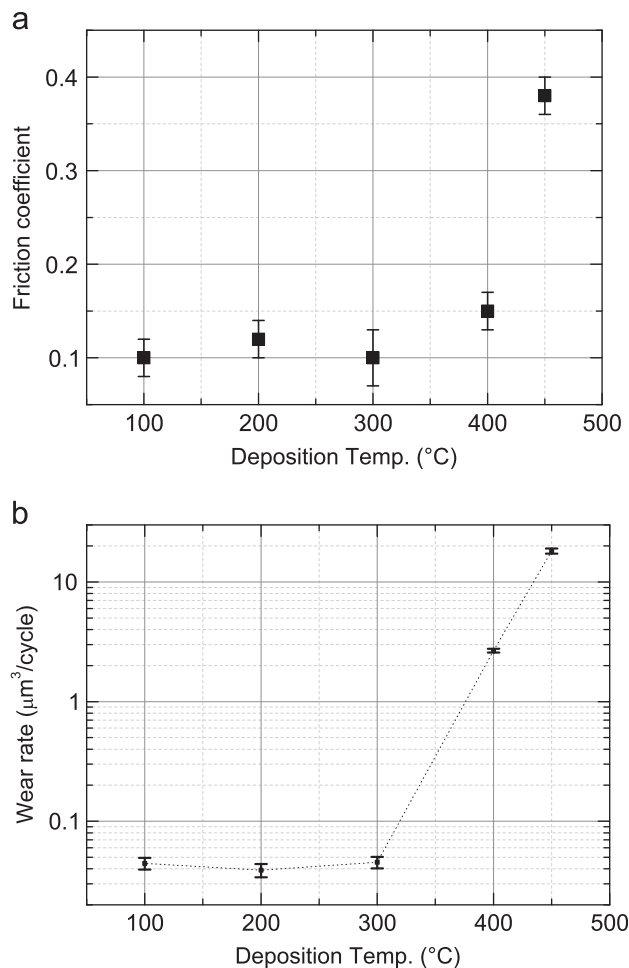 a
0.4
0.3
0.2
0.1
Friction coefficient
100 200 300 400 500
Deposition Temp. (°C)
b
10
1
0.1
Wear rate (μm³/cycle)
100 200 300 400 500
Deposition Temp. (°C)